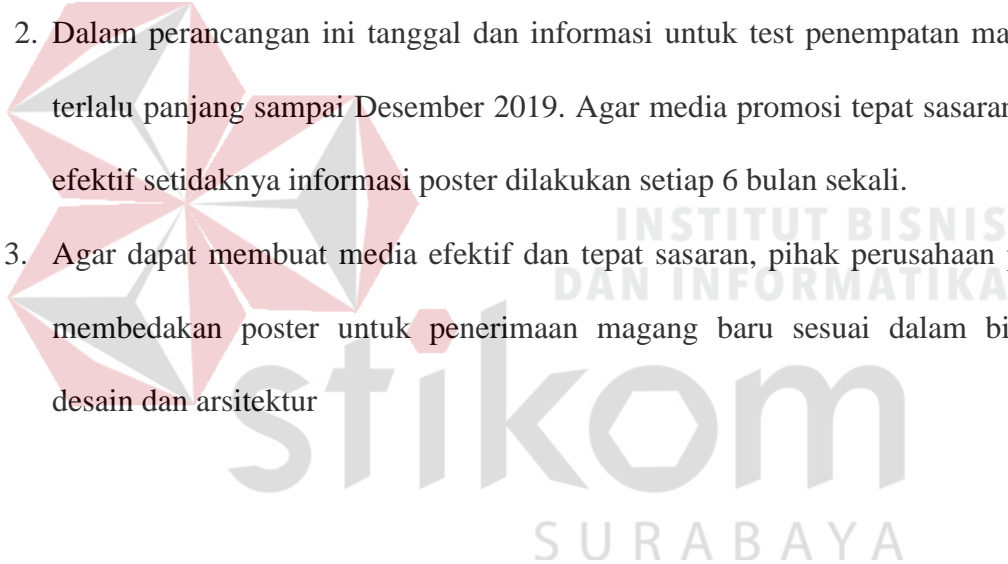 2. Dalam perancangan ini tanggal dan informasi untuk test penempatan ma
terlalu panjang sampai Desember 2019. Agar media promosi tepat sasaran
efektif setidaknya informasi poster dilakukan setiap 6 bulan sekali.
INSTITUT BISNIS
3. Agar dapat membuat media efektif dan tepat sasaran, pihak perusahaan
DAN INFORMATIKA
membedakan poster untuk penerimaan magang baru sesuai dalam bi
desain dan arsitektur
stikom
SURABAYA